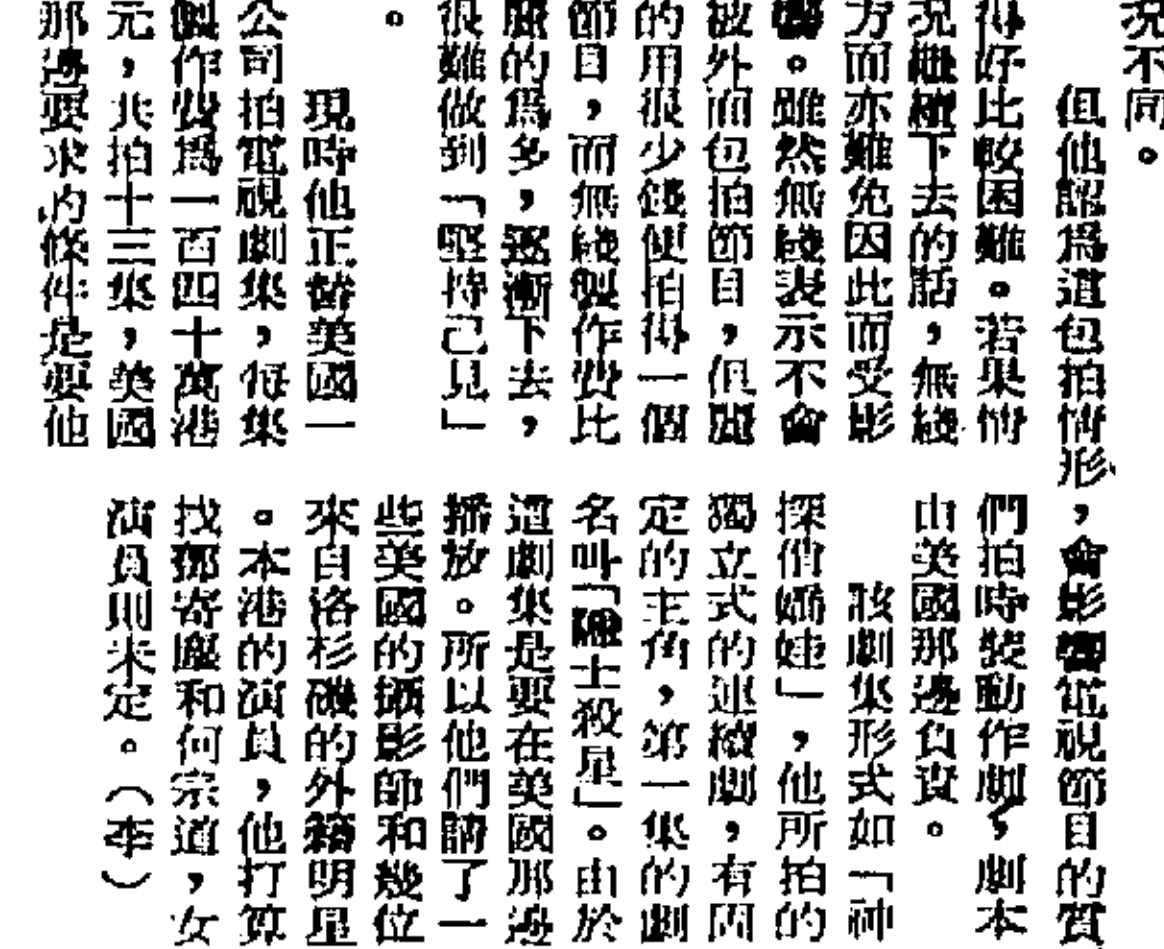 況不同。
但他認爲這包拍情形,會影響電視節目的質
得好比較困難。若果情
況繼續下去的話,無綫
方面亦難免因此而受影
響。雖然無綫表示不會
被外面包拍節目,但麗
的用很少錢便拍得一個
節目,而無綫製作費比
麗的爲多,逐漸下去,
很難做到「堅持己見」
。
現時他正替美國一
公司拍電視劇集,每集
製作費爲一百四十萬港
元,共拍十三集,美國
那邊要求的條件是要他
們拍時裝動作劇,劇本
由美國那邊負責。
該劇集形式如「神
探俏嬌娃」,他所拍的
獨立式的連續劇,有固
定的主角,第一集的劇
名叫「士殺星」。由於
這劇集是要在美國那邊
播放。所以他們請了一
些美國的攝影師和幾位
來自洛杉磯的外籍明星
。本港的演員,他打算
找鄧寄塵和何宗道,女
演員則未定。(李)